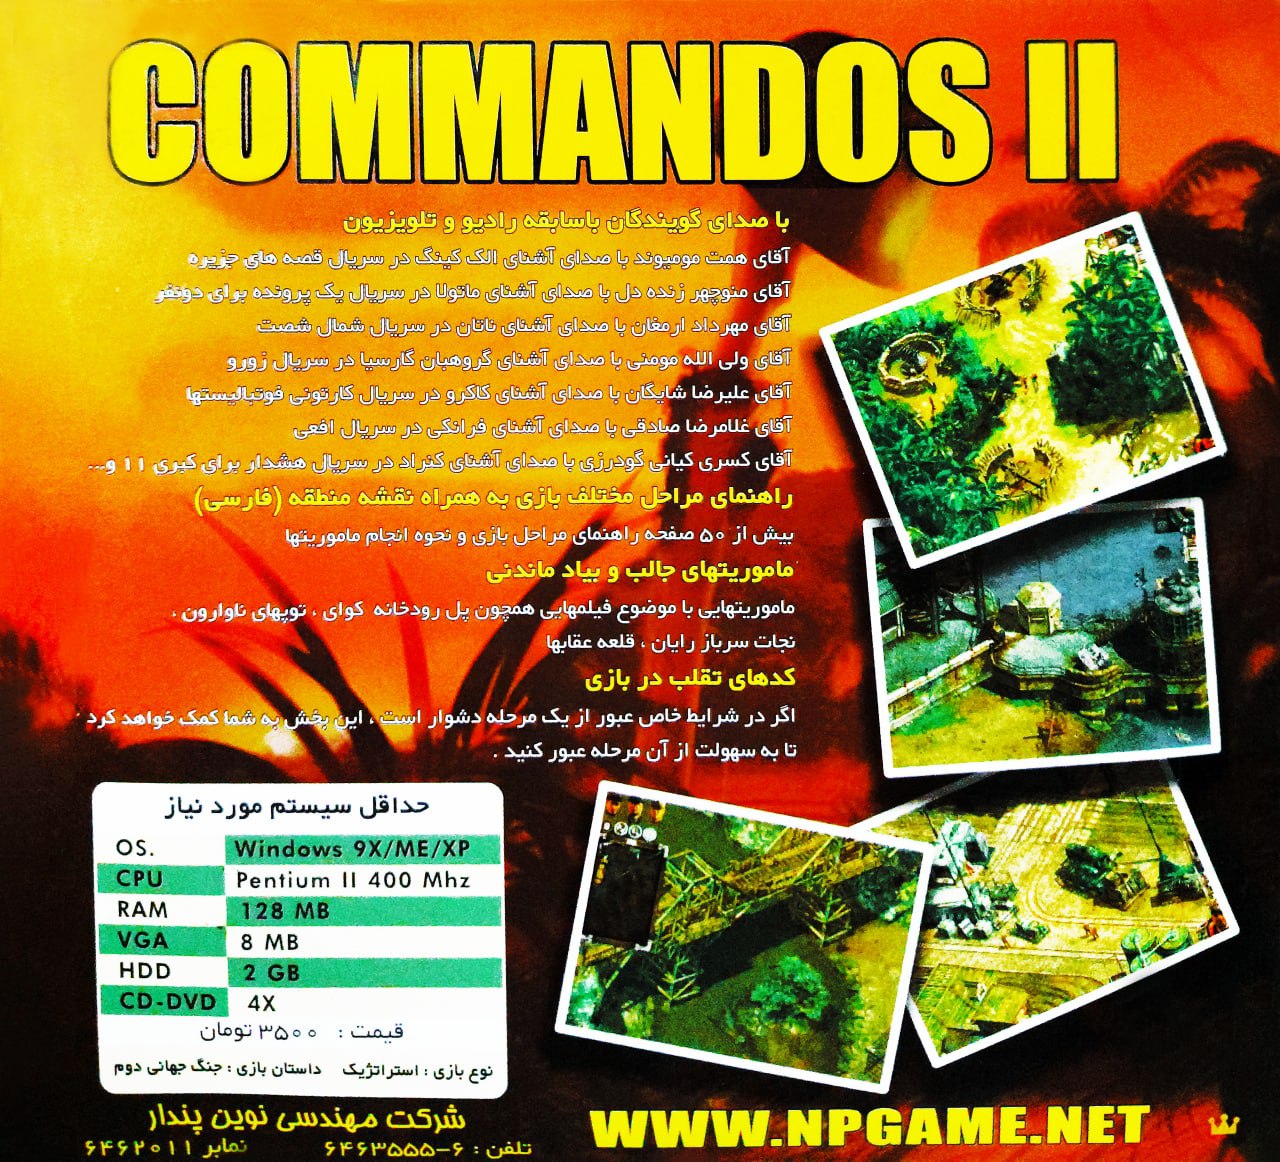 COMMANDOS II
با صدای گویندگان باسابقه رادیو و تلویزیون
آقای همت مومیوند با صدای آشنای الک کینگ در سریال قصه های جزیره
آقای منوچهر زنده دل با صدای آشنای ماتولا در سریال یک پرونده برای دونفر
آقای مهرداد ارمغان با صدای آشنای ناتان در سریال شمال شصت
آقای ولی الله مومنی با صدای آشنای گروهبان گارسیا در سریال زورو
آقای علیرضا شایگان با صدای آشنای کاکرو در سریال کارتونی فوتبالیستها
آقای غلامرضا صادقی با صدای آشنای فرانکی در سریال افعی
آقای کسری کیانی گودرزی با صدای آشنای کنراد در سریال هشدار برای کبری ۱۱ و...
راهنمای مراحل مختلف بازی به همراه نقشه منطقه (فارسی)
بیش از ۵۰ صفحه راهنمای مراحل بازی و نحوه انجام ماموریتها
ماموریتهای جالب و بیاد ماندنی
ماموریتهایی با موضوع فیلمهایی همچون پل رودخانه کوای ، توپهای ناوارون ،
نجات سرباز رایان ، قلعه عقابها
کدهای تقلب در بازی
اگر در شرایط خاص عبور از یک مرحله دشوار است ، این بخش به شما کمک خواهد کرد
تا به سهولت از آن مرحله عبور کنید .
حداقل سیستم مورد نیاز
OS. Windows 9X/ME/XP
CPU Pentium II 400 Mhz
RAM 128 MB
VGA 8 MB
HDD 2 GB
CD-DVD 4X
قیمت : ۳۵۰۰ تومان
نوع بازی : استراتژیک داستان بازی : جنگ جهانی دوم
شرکت مهندسی نوین پندار
تلفن : ۶-۶۴۶۳۵۵۵ نمابر ۶۴۶۲۰۱۱
WWW.NPGAME.NET